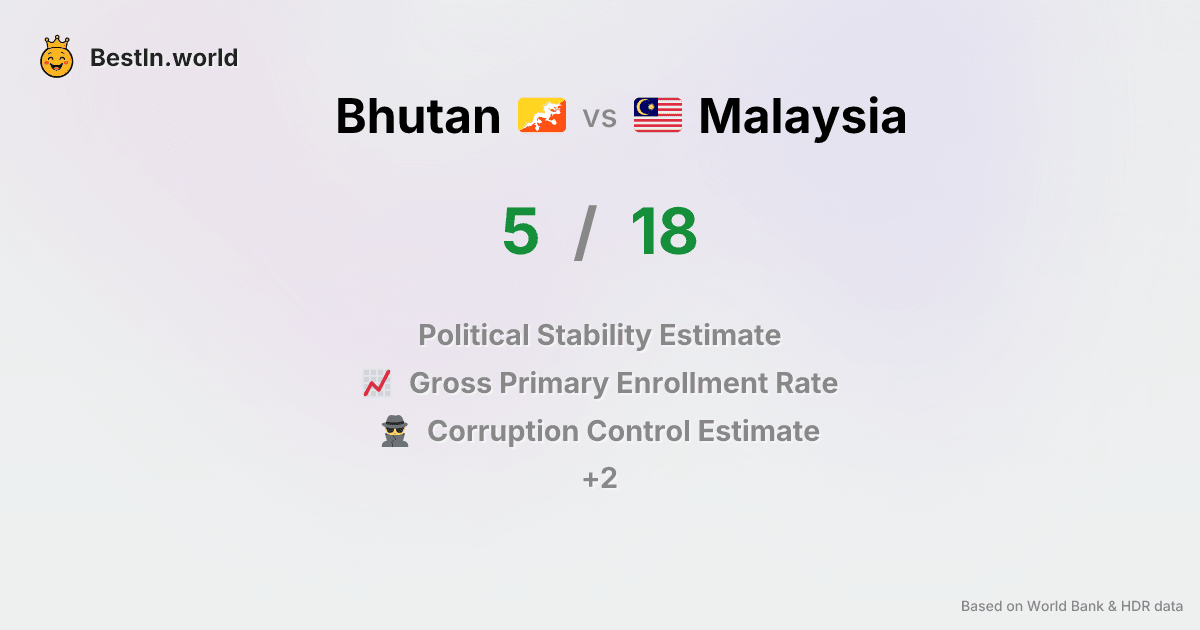 BestIn.world
Bhutan vs Malaysia
5 / 18
Political Stability Estimate
Gross Primary Enrollment Rate
Corruption Control Estimate
+2
Based on World Bank & HDR data